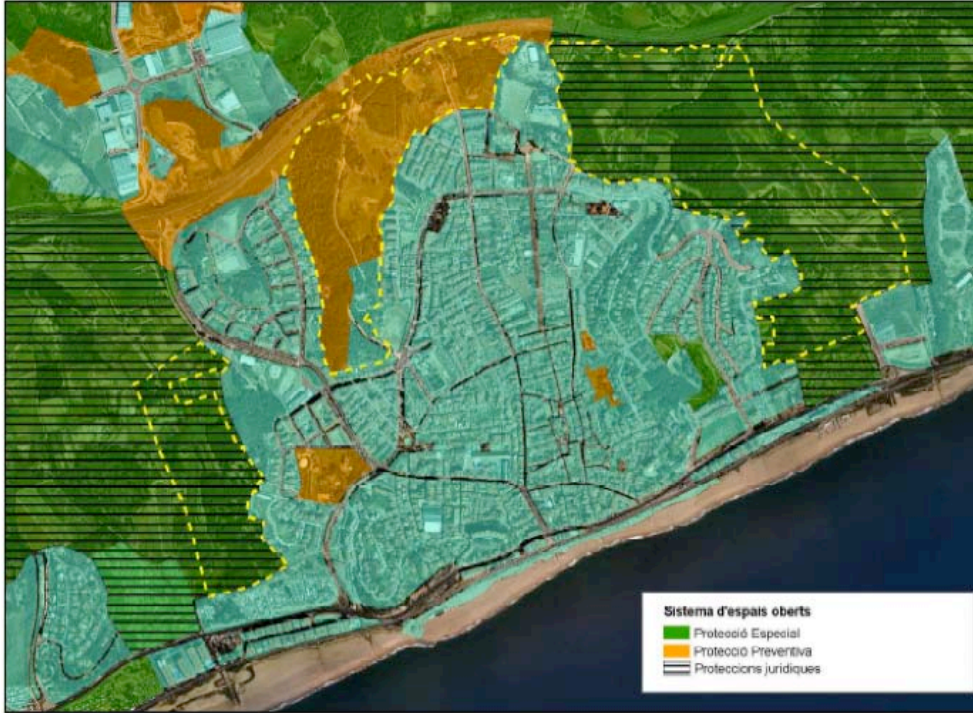 Sistema d'espais oberts
Protecció Especial
Protecció Preventiva
Proteccions jurídiques